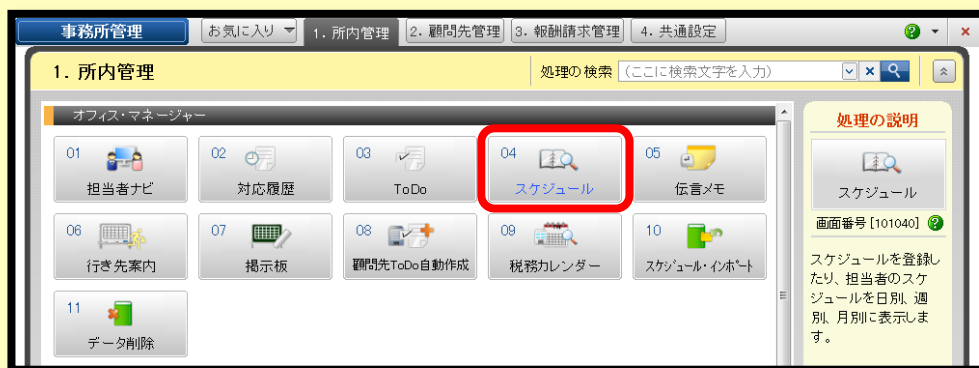 事務所管理 お気に入り 1. 所内管理 2. 顧問先管理 3. 報酬請求管理 4. 共通設定
1. 所内管理 処理の検索 (ここに検索文字を入力)
オフィス・マネージャー
01 担当者ナビ
02 対応履歴
03 ToDo
04 スケジュール
05 伝言メモ
06 行き先案内
07 掲示板
08 顧問先ToDo自動作成
09 税務カレンダー
10 スケジュール・インポート
11 データ削除
処理の説明
スケジュール
画面番号[101040]
スケジュールを登録し
たり、担当者のスケ
ジュールを日別、週
別、月別に表示しま
す。